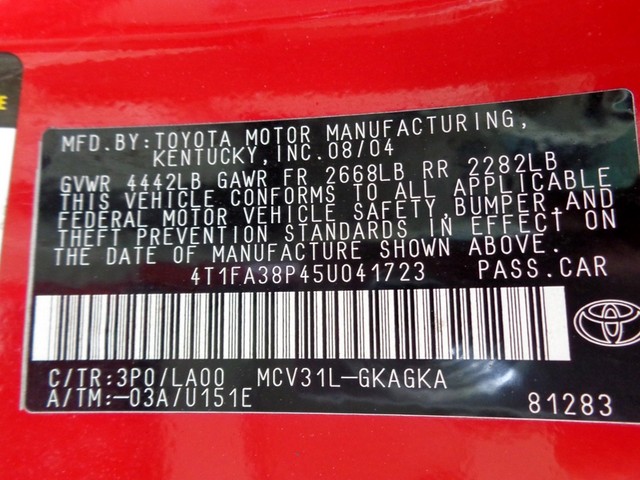 E
MFD.BY:TOYOTA MOTOR MANUFACTURING,
KENTUCKY,INC.08/04
GVWR 4442LB GAWR FR 2668LB RR 2282LB
THIS VEHICLE CONFORMS TO ALL APPLICABLE
FEDERAL MOTOR VEHICLE SAFETY,BUMPER,AND
THEFT PREVENTION STANDARDS IN EFFECT ON
THE DATE OF MANUFACTURE SHOWN ABOVE.
4T1FA38P45U041723 PASS.CAR
C/TR:3P0/LA00 MCV31L-GKAGKA
A/TM:-03A/U151E 81283